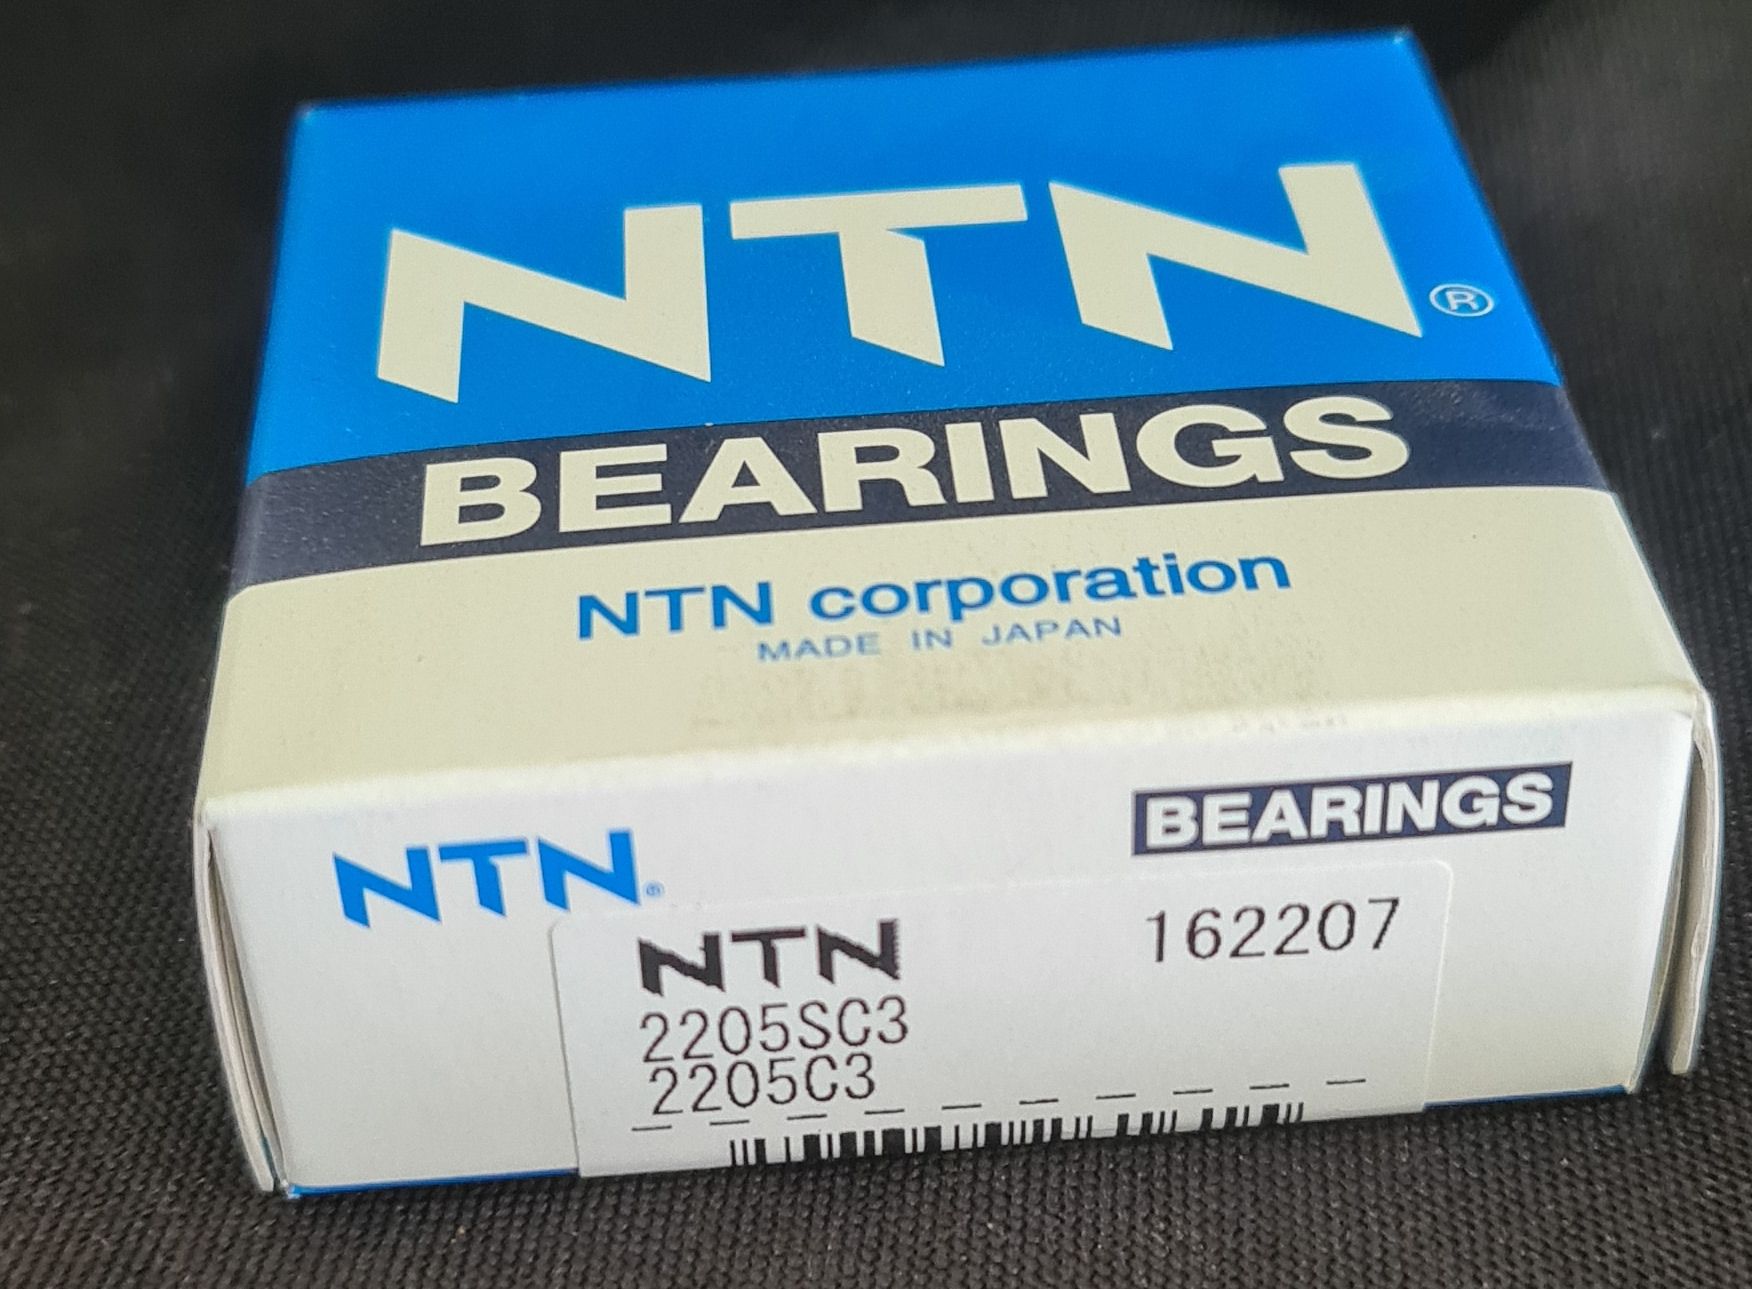 NTN®
BEARINGS
NTN corporation
MADE IN JAPAN
NTN® BEARINGS
NTN 162207
2205SC3
2205C3